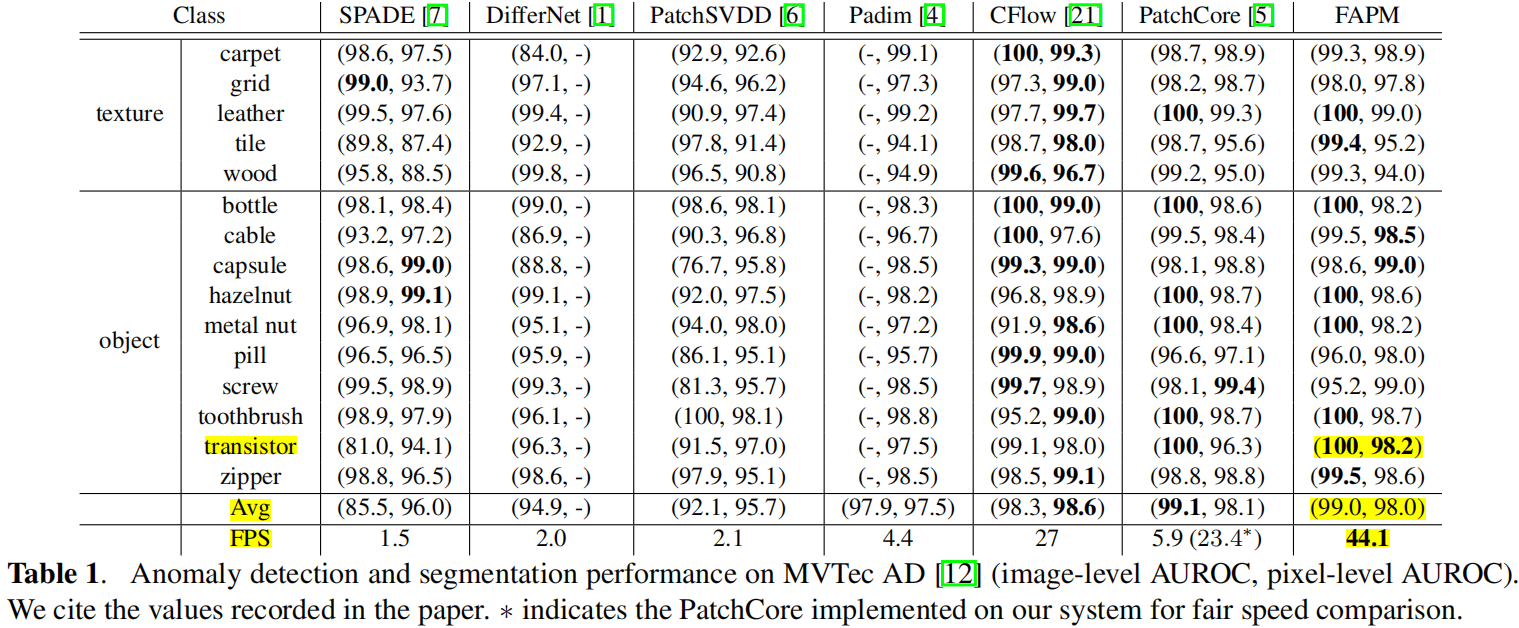 Class SPADE [7] DifferNet [1] PatchSVDD [6] Padim [4] CFlow [21] PatchCore [5] FAPM
carpet (98.6, 97.5) (84.0, -) (92.9, 92.6) (-, 99.1) (100, 99.3) (98.7, 98.9) (99.3, 98.9)
grid (99.0, 93.7) (97.1, -) (94.6, 96.2) (-, 97.3) (97.3, 99.0) (98.2, 98.7) (98.0, 97.8)
texture leather (99.5, 97.6) (99.4, -) (90.9, 97.4) (-, 99.2) (97.7, 99.7) (100, 99.3) (100, 99.0)
tile (89.8, 87.4) (92.9, -) (97.8, 91.4) (-, 94.1) (98.7, 98.0) (98.7, 95.6) (99.4, 95.2)
wood (95.8, 88.5) (99.8, -) (96.5, 90.8) (-, 94.9) (99.6, 96.7) (99.2, 95.0) (99.3, 94.0)
bottle (98.1, 98.4) (99.0, -) (98.6, 98.1) (-, 98.3) (100, 99.0) (100, 98.6) (100, 98.2)
cable (93.2, 97.2) (86.9, -) (90.3, 96.8) (-, 96.7) (100, 97.6) (99.5, 98.4) (99.5, 98.5)
capsule (98.6, 99.0) (88.8, -) (76.7, 95.8) (-, 98.5) (99.3, 99.0) (98.1, 98.8) (98.6, 99.0)
hazelnut (98.9, 99.1) (99.1, -) (92.0, 97.5) (-, 98.2) (96.8, 98.9) (100, 98.7) (100, 98.6)
metal nut (96.9, 98.1) (95.1, -) (94.0, 98.0) (-, 97.2) (91.9, 98.6) (100, 98.4) (100, 98.2)
object pill (96.5, 96.5) (95.9, -) (86.1, 95.1) (-, 95.7) (99.9, 99.0) (96.6, 97.1) (96.0, 98.0)
screw (99.5, 98.9) (99.3, -) (81.3, 95.7) (-, 98.5) (99.7, 98.9) (98.1, 99.4) (95.2, 99.0)
toothbrush (98.9, 97.9) (96.1, -) (100, 98.1) (-, 98.8) (95.2, 99.0) (100, 98.7) (100, 98.7)
transistor (81.0, 94.1) (96.3, -) (91.5, 97.0) (-, 97.5) (99.1, 98.0) (100, 96.3) (100, 98.2)
zipper (98.8, 96.5) (98.6, -) (97.9, 95.1) (-, 98.5) (98.5, 99.1) (98.8, 98.8) (99.5, 98.6)
Avg (85.5, 96.0) (94.9, -) (92.1, 95.7) (97.9, 97.5) (98.3, 98.6) (99.1, 98.1) (99.0, 98.0)
FPS 1.5 2.0 2.1 4.4 27 5.9 (23.4*) 44.1
Table 1. Anomaly detection and segmentation performance on MVTec AD [12] (image-level AUROC, pixel-level AUROC).
We cite the values recorded in the paper. * indicates the PatchCore implemented on our system for fair speed comparison.